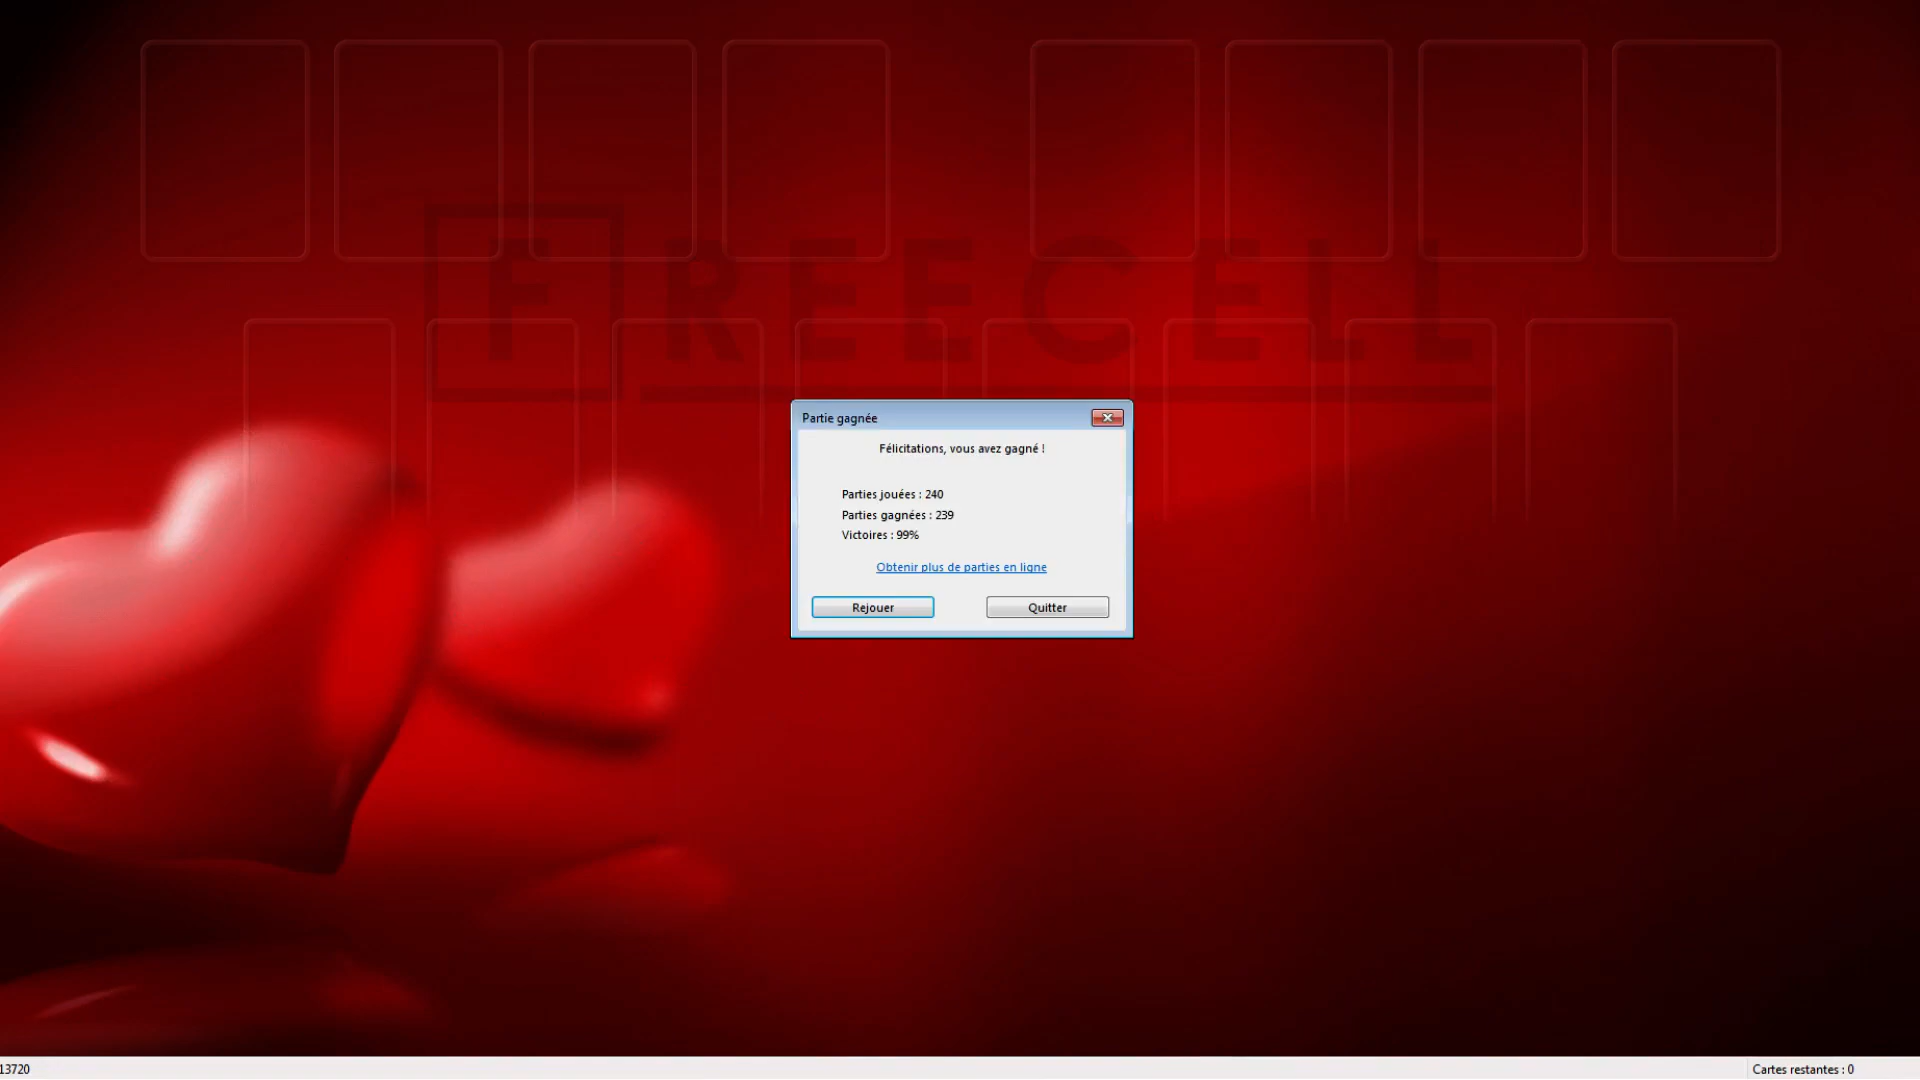 FREECELL
Partie gagnée
Félicitations, vous avez gagné !
Parties jouées : 240
Parties gagnées : 239
Victoires : 99%
Obtenir plus de parties en ligne
Rejouer
Quitter
13720
Cartes restantes : 0